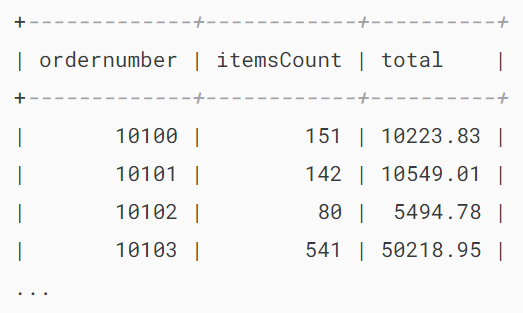 +-------------+------------+----------+
| ordernumber | itemsCount | total    |
+-------------+------------+----------+
|       10100 |        151 | 10223.83 |
|       10101 |        142 | 10549.01 |
|       10102 |         80 |  5494.78 |
|       10103 |        541 | 50218.95 |
...